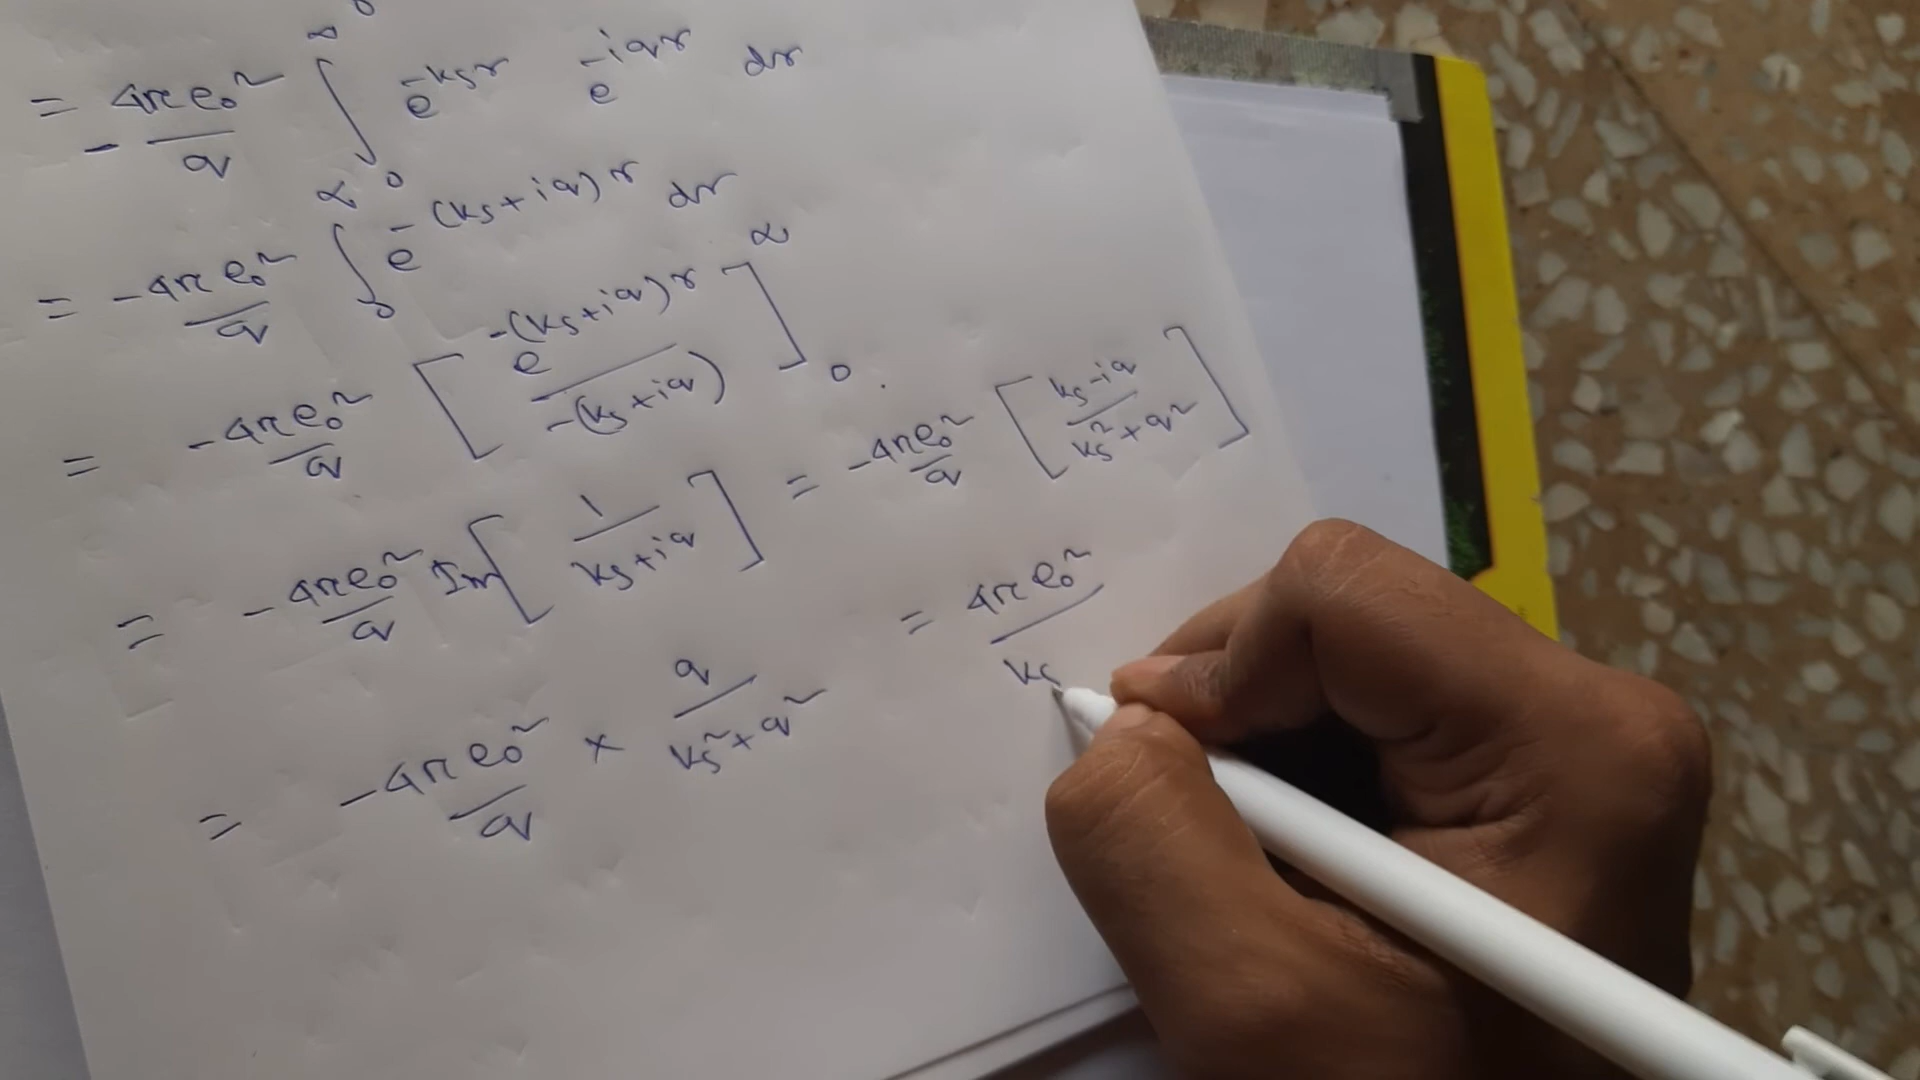 = - 4πe₀² / q ∫₀^∞ e^{-ksr} e^{-iqr} dr
= -4πe₀² / q ∫₀^∞ e^{-(ks+iq)r} dr
= -4πe₀² / q [ e^{-(ks+iq)r} / -(ks+iq) ]₀^∞
= -4πe₀² / q Im[ 1 / ks+iq ] = -4πe₀² / q [ ks-iq / ks²+q² ]
= -4πe₀² / q × q / ks²+q²
= 4πe₀² / ks